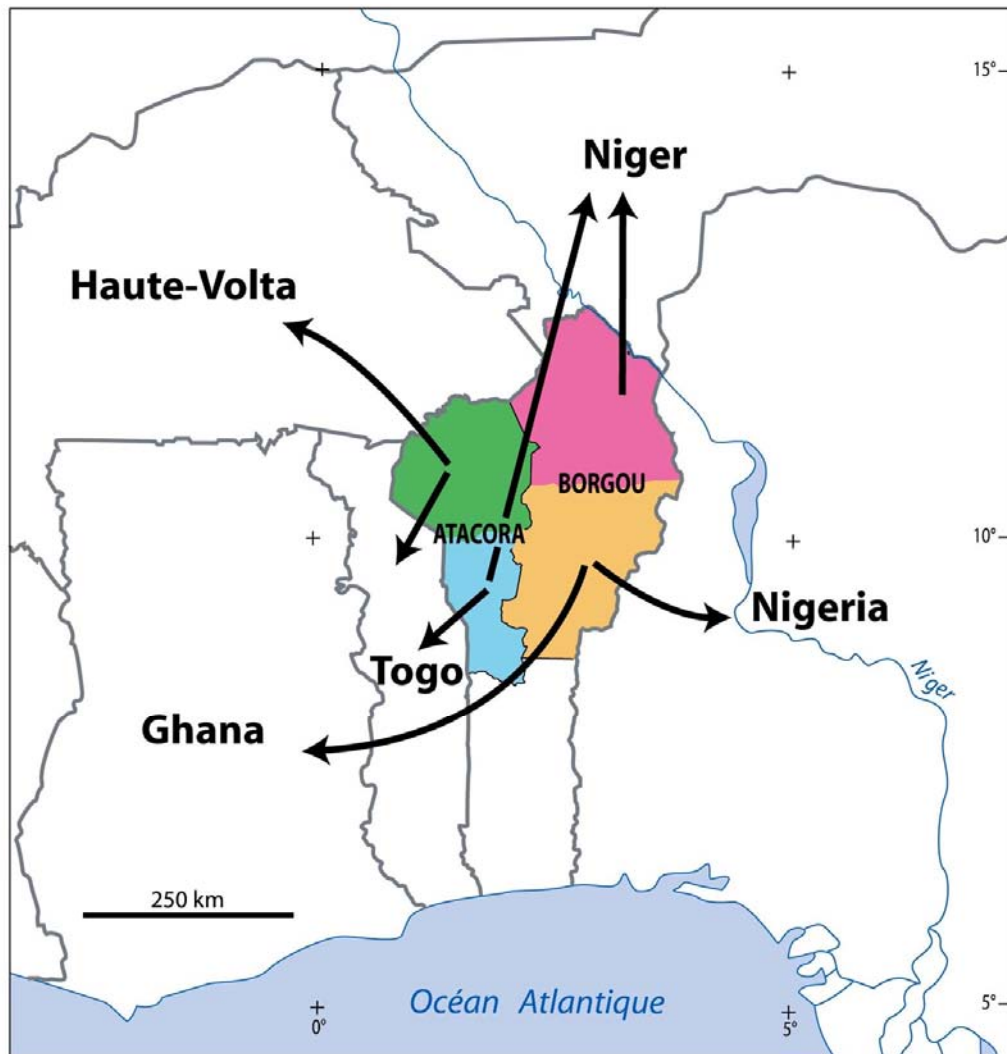 15°
Niger
Haute-Volta
BORGOU
ATACORA
10°
Nigeria
Togo
Niger
Ghana
250 km
Océan Atlantique
0°
5°
5°